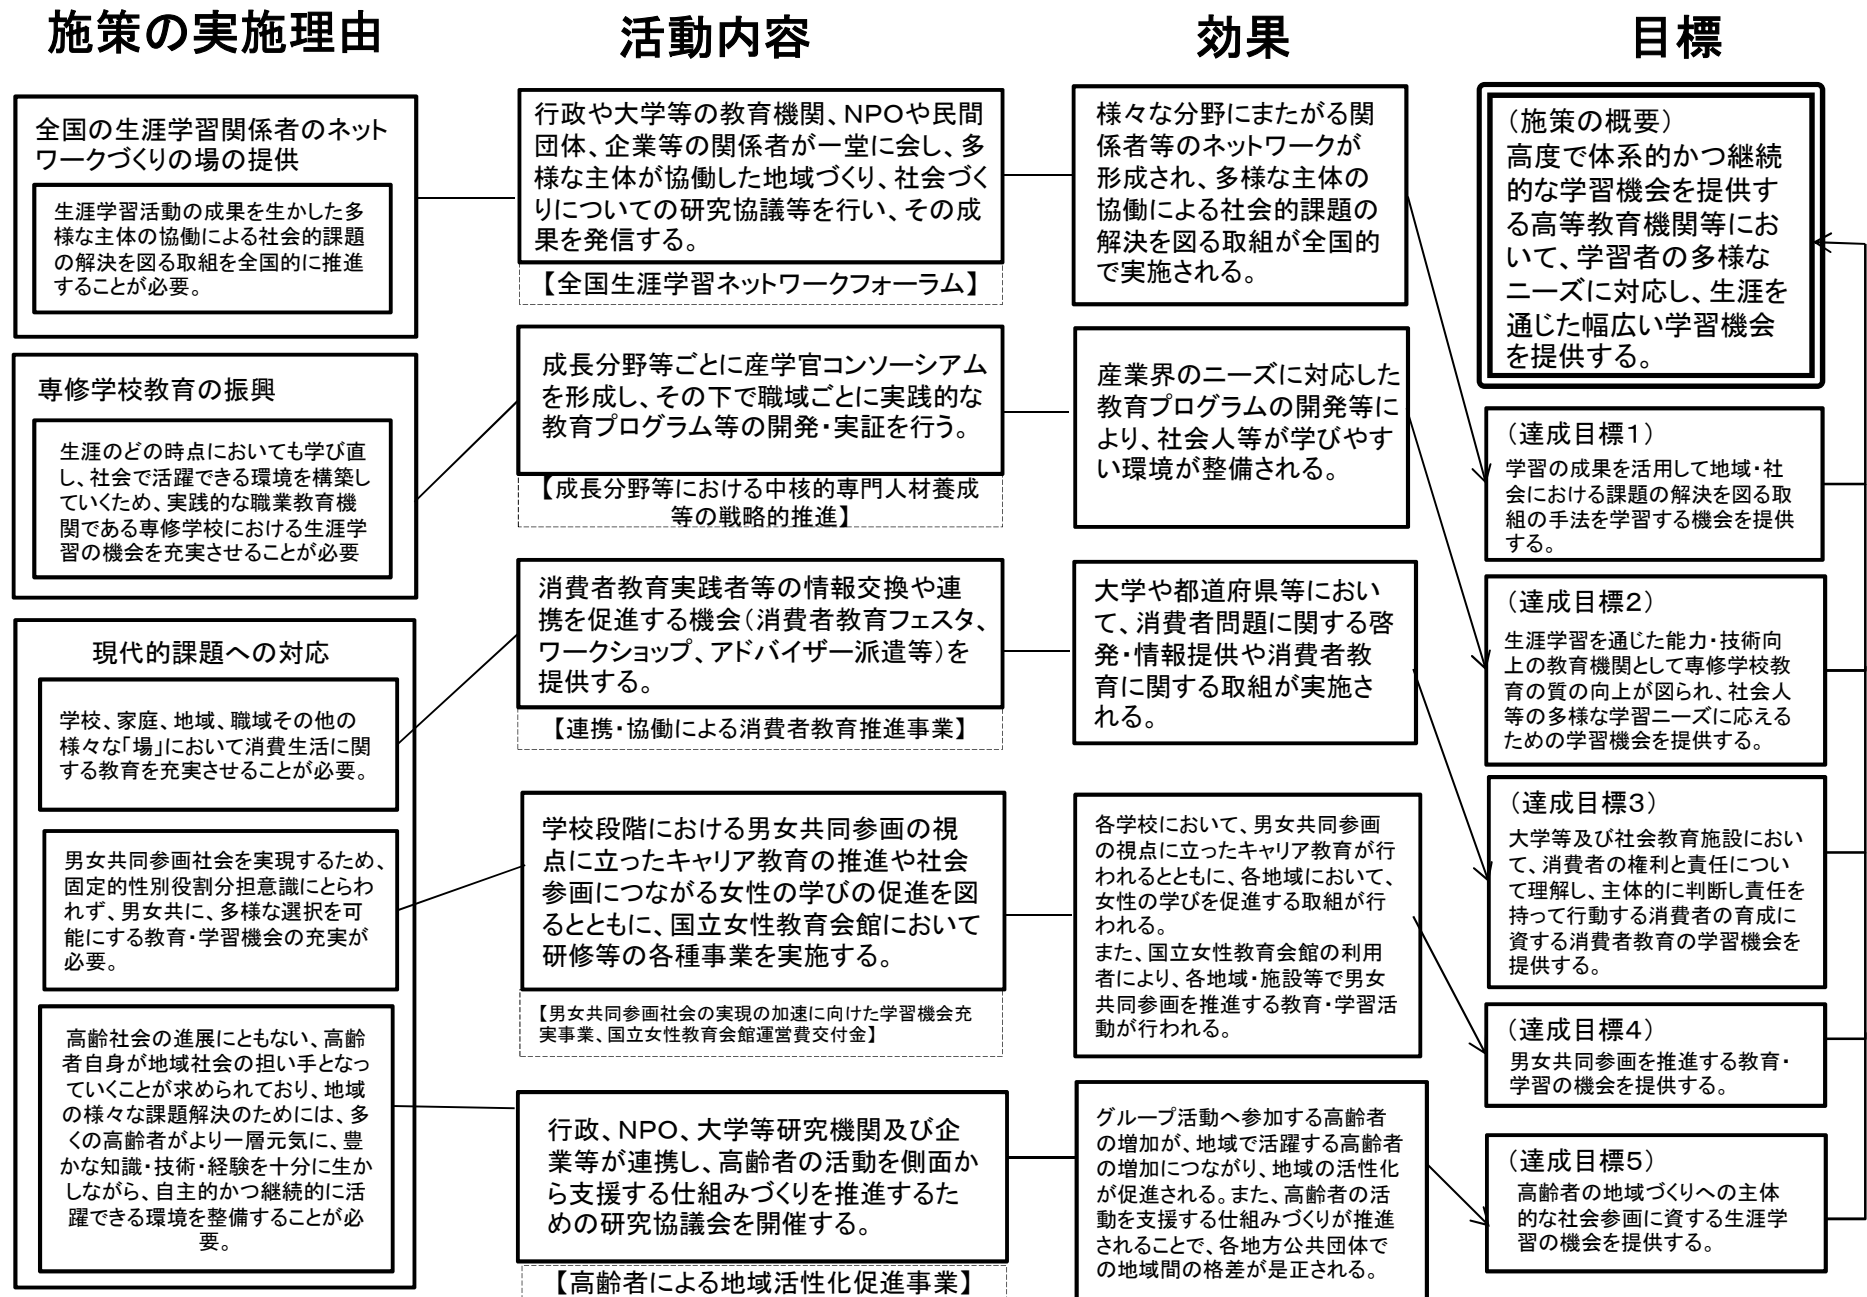 施策の実施理由
活動内容
効果
目標
全国の生涯学習関係者のネット
ワークづくりの場の提供
生涯学習活動の成果を生かした多
様な主体の協働による社会的課題
の解決を図る取組を全国的に推進
することが必要。
行政や大学等の教育機関、NPOや民間
団体、企業等の関係者が一堂に会し、多
様な主体が協働した地域づくり、社会づく
りについての研究協議等を行い、その成
果を発信する。
【全国生涯学習ネットワークフォーラム】
様々な分野にまたがる関
係者等のネットワークが
形成され、多様な主体の
協働による社会的課題の
解決を図る取組が全国的
で実施される。
（施策の概要）
高度で体系的かつ継続
的な学習機会を提供す
る高等教育機関等にお
いて、学習者の多様な
ニーズに対応し、生涯を
通じた幅広い学習機会
を提供する。
専修学校教育の振興
生涯のどの時点においても学び直
し、社会で活躍できる環境を構築し
ていくため、実践的な職業教育機
関である専修学校における生涯学
習の機会を充実させることが必要
成長分野等ごとに産学官コンソーシアム
を形成し、その下で職域ごとに実践的な
教育プログラム等の開発・実証を行う。
【成長分野等における中核的専門人材養成
等の戦略的推進】
産業界のニーズに対応した
教育プログラムの開発等に
より、社会人等が学びやす
い環境が整備される。
（達成目標１）
学習の成果を活用して地域・社
会における課題の解決を図る取
組の手法を学習する機会を提供
する。
現代的課題への対応
学校、家庭、地域、職域その他の
様々な「場」において消費生活に関
する教育を充実させることが必要。
消費者教育実践者等の情報交換や連
携を促進する機会（消費者教育フェスタ、
ワークショップ、アドバイザー派遣等）を
提供する。
【連携・協働による消費者教育推進事業】
大学や都道府県等におい
て、消費者問題に関する啓
発・情報提供や消費者教
育に関する取組が実施さ
れる。
（達成目標２）
生涯学習を通じた能力・技術向
上の教育機関として専修学校教
育の質の向上が図られ、社会人
等の多様な学習ニーズに応える
ための学習機会を提供する。
男女共同参画社会を実現するため、
固定的性別役割分担意識にとらわ
れず、男女共に、多様な選択を可
能にする教育・学習機会の充実が
必要。
学校段階における男女共同参画の視
点に立ったキャリア教育の推進や社会
参画につながる女性の学びの促進を図
るとともに、国立女性教育会館において
研修等の各種事業を実施する。
【男女共同参画社会の実現の加速に向けた学習機会充
実事業、国立女性教育会館運営費交付金】
各学校において、男女共同参画
の視点に立ったキャリア教育が行
われるとともに、各地域において、
女性の学びを促進する取組が行
われる。
また、国立女性教育会館の利用
者により、各地域・施設等で男女
共同参画を推進する教育・学習活
動が行われる。
（達成目標３）
大学等及び社会教育施設におい
て、消費者の権利と責任につい
て理解し、主体的に判断し責任を
持って行動する消費者の育成に
資する消費者教育の学習機会を
提供する。
（達成目標４）
男女共同参画を推進する教育・
学習の機会を提供する。
高齢社会の進展にともない、高齢
者自身が地域社会の担い手となっ
ていくことが求められており、地域
の様々な課題解決のためには、多
くの高齢者がより一層元気に、豊
かな知識・技術・経験を十分に生か
しながら、自主的かつ継続的に活
躍できる環境を整備することが必
要。
行政、NPO、大学等研究機関及び企
業等が連携し、高齢者の活動を側面か
ら支援する仕組みづくりを推進するた
めの研究協議会を開催する。
【高齢者による地域活性化促進事業】
グループ活動へ参加する高齢者
の増加が、地域で活躍する高齢者
の増加につながり、地域の活性化
が促進される。また、高齢者の活
動を支援する仕組みづくりが推進
されることで、各地方公共団体で
の地域間の格差が是正される。
（達成目標５）
高齢者の地域づくりへの主体
的な社会参画に資する生涯学
習の機会を提供する。